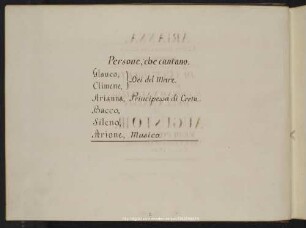 Persone, che cantano.
Glauco,
Climene, } Dei del Mare.
Arianna, Principessa di Creta.
Bacco,
Sileno,
Arione, Musico.